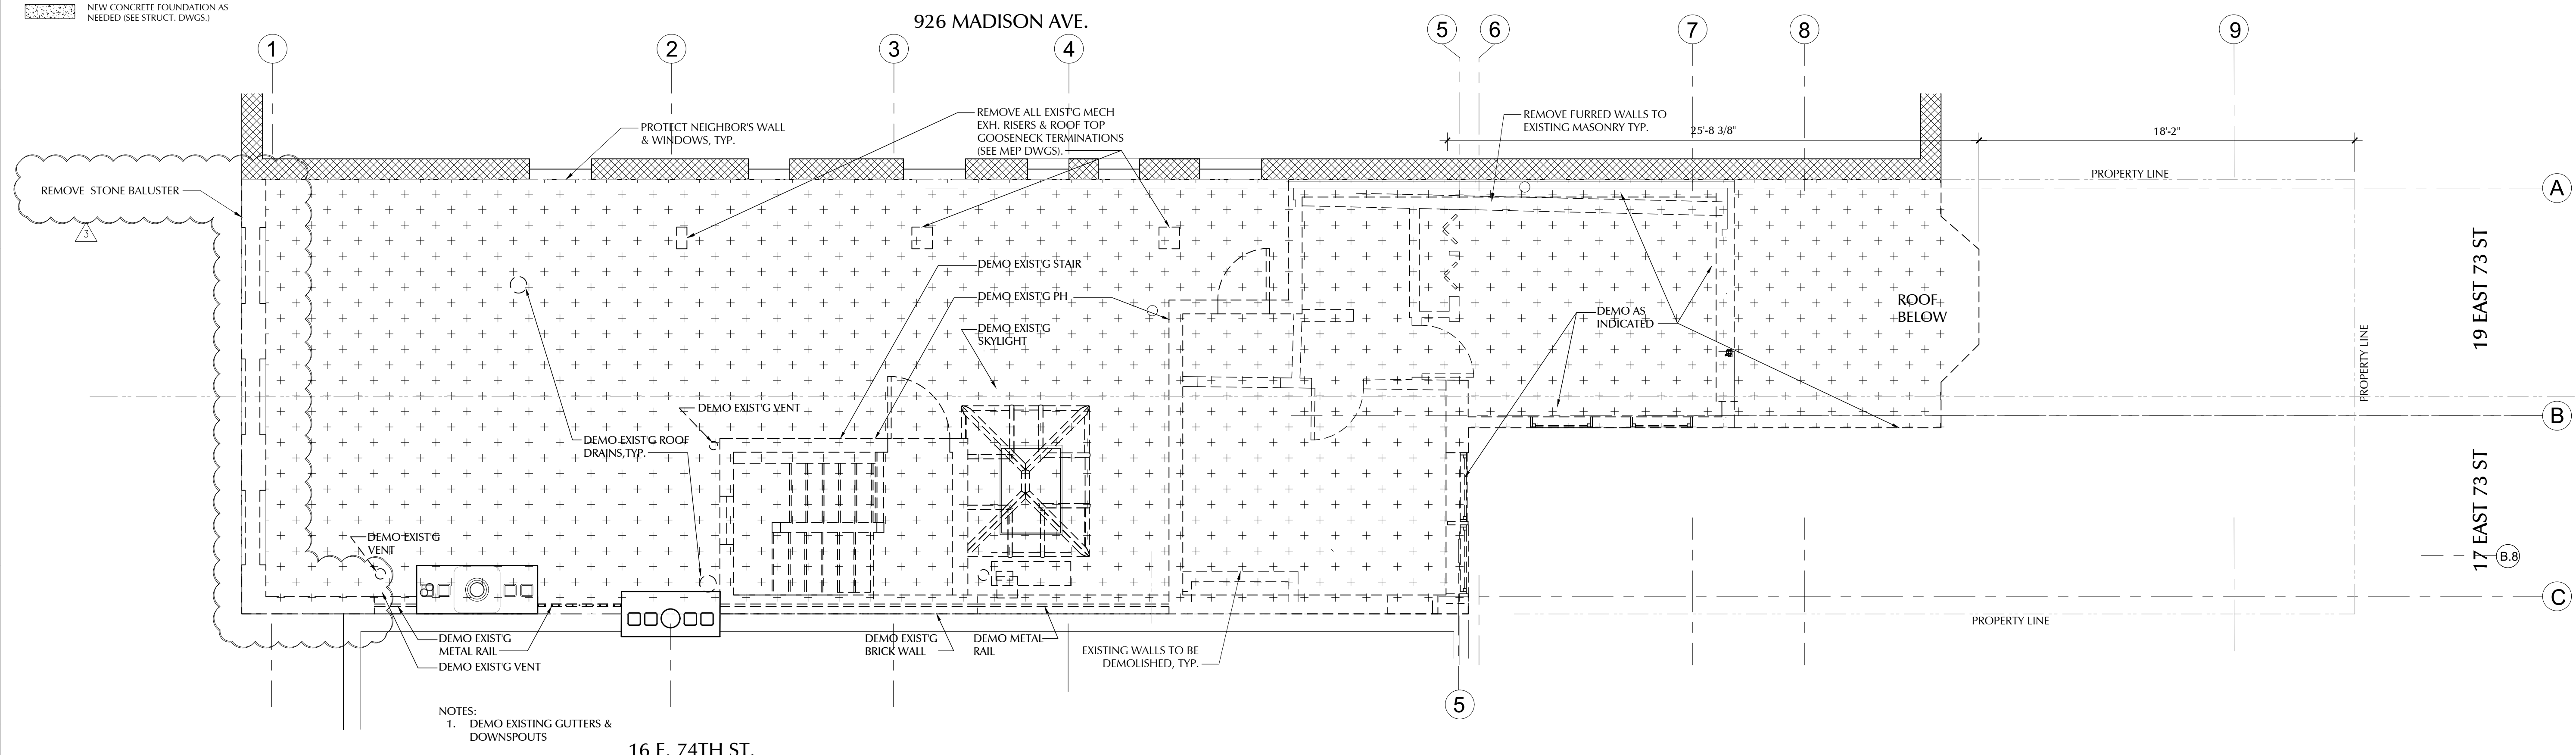 NEW CONCRETE FOUNDATION AS
NEEDED (SEE STRUCT. DWGS.)
926 MADISON AVE.
1
2
3
4
5
6
7
8
9
PROTECT NEIGHBOR'S WALL
& WINDOWS, TYP.
REMOVE ALL EXIST'G MECH
EXH. RISERS & ROOF TOP
GOOSENECK TERMINATIONS
(SEE MEP DWGS).
REMOVE FURRED WALLS TO
EXISTING MASONRY TYP.
25'-8 3/8"
18'-2"
REMOVE STONE BALUSTER
3
PROPERTY LINE
A
DEMO EXIST'G STAIR
DEMO EXIST'G PH
DEMO EXIST'G
SKYLIGHT
DEMO AS
INDICATED
ROOF
BELOW
PROPERTY LINE
19 EAST 73 ST
DEMO EXIST'G VENT
B
DEMO EXIST'G ROOF
DRAINS,TYP.
DEMO EXIST'G
VENT
17 EAST 73 ST
B.8
C
PROPERTY LINE
DEMO EXIST'G
METAL RAIL
DEMO EXIST'G VENT
DEMO EXIST'G
BRICK WALL
DEMO METAL
RAIL
EXISTING WALLS TO BE
DEMOLISHED, TYP.
5
NOTES:
1. DEMO EXISTING GUTTERS &
DOWNSPOUTS
16 E. 74TH ST.